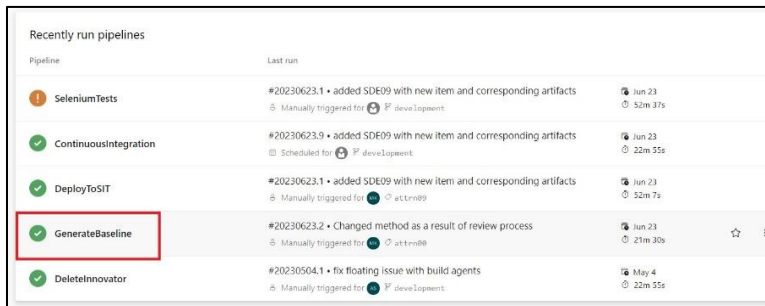 Recently run pipelines
Pipeline Last run
SeleniumTests
#20230623.1 • added SDE09 with new item and corresponding artifacts
Manually triggered for development
Jun 23
52m 37s
ContinuousIntegration
#20230623.9 • added SDE09 with new item and corresponding artifacts
Scheduled for development
Jun 23
22m 55s
DeployToSIT
#20230623.1 • added SDE09 with new item and corresponding artifacts
Manually triggered for attrn09
Jun 23
52m 7s
GenerateBaseline
#20230623.2 • Changed method as a result of review process
Manually triggered for attrn00
Jun 23
21m 30s
DeleteInnovator
#20230504.1 • fix floating issue with build agents
Manually triggered for development
May 4
22m 55s